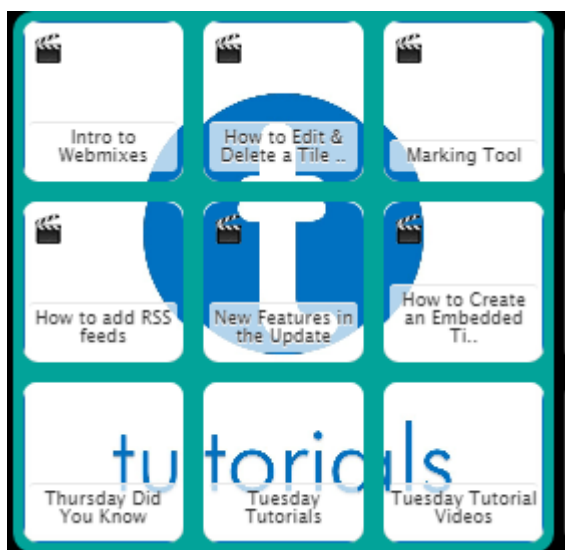 Intro to
Webmixes
How to Edit &
Delete a Tile ..
Marking Tool
How to add RSS
feeds
New Features in
the Update
How to Create
an Embedded
Ti..
t
tutorials
Thursday Did
You Know
Tuesday
Tutorials
Tuesday Tutorial
Videos